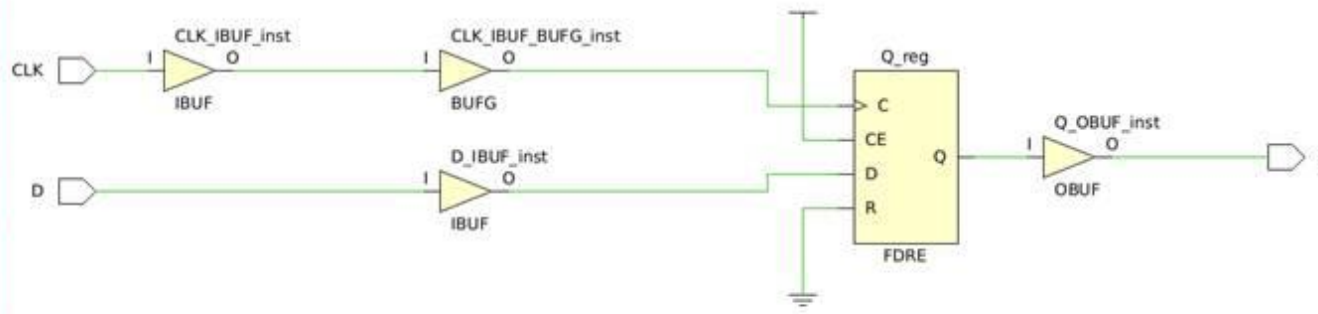 CLK
CLK_IBUF_inst
I
O
IBUF
CLK_IBUF_BUFG_inst
I
O
BUFG
D
D_IBUF_inst
I
O
IBUF
Q_reg
C
CE
D
R
Q
FDRE
Q_OBUF_inst
I
O
OBUF